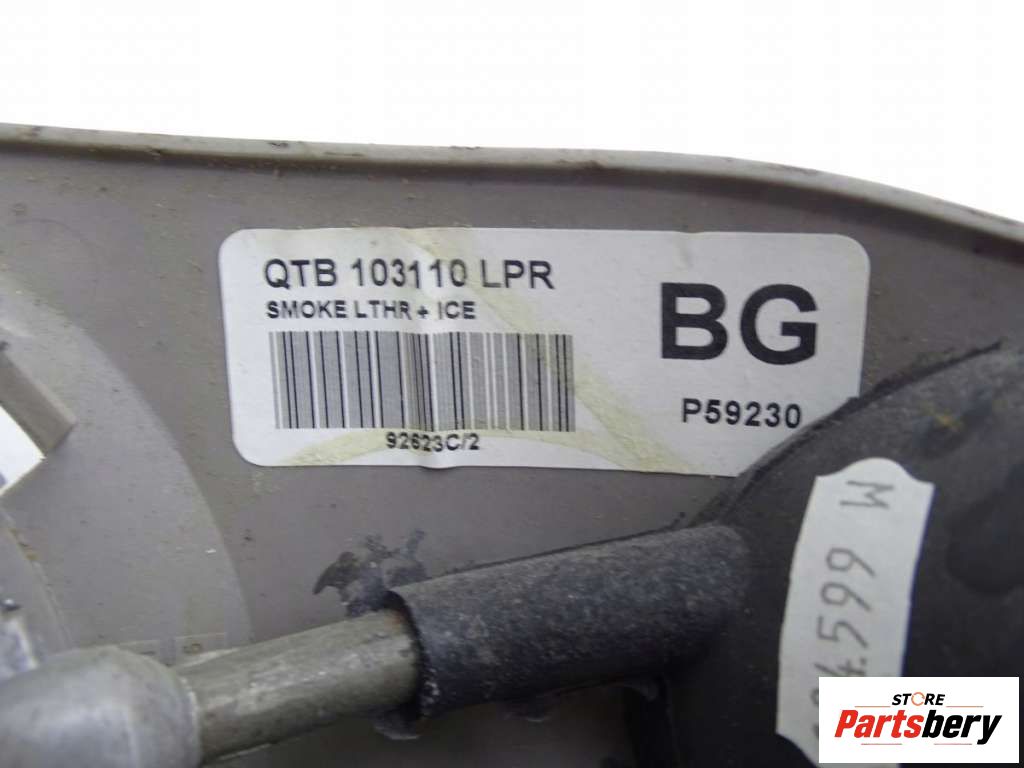 QTB 103110 LPR
SMOKE LTHR + ICE
BG
92623C/2
P59230
STORE
Partsbery